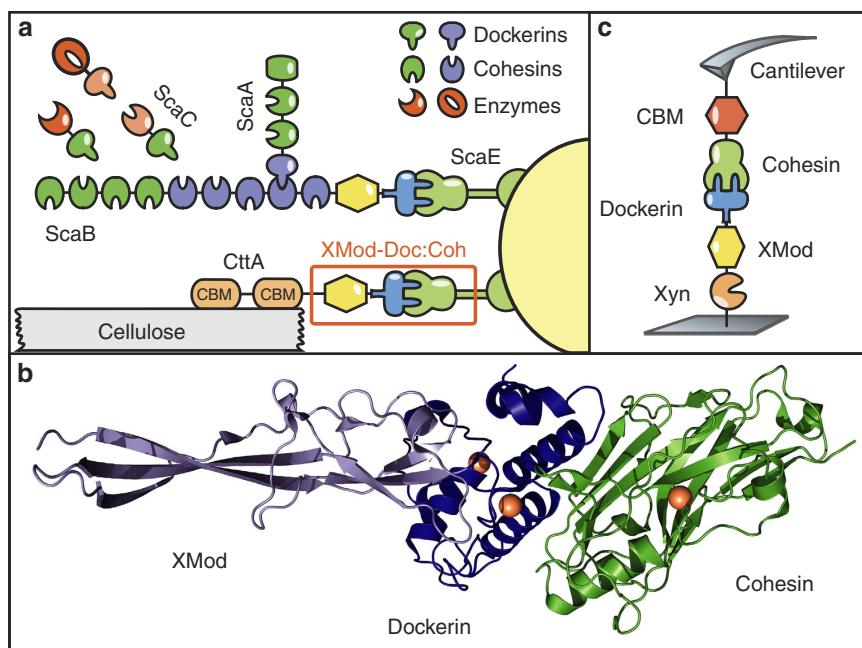 a
Dockerins
Cohesins
Enzymes
ScaC
ScaA
ScaE
ScaB
XMod-Doc:Coh
CttA
CBM
CBM
Cellulose
c
Cantilever
CBM
Cohesin
Dockerin
XMod
Xyn
b
XMod
Dockerin
Cohesin